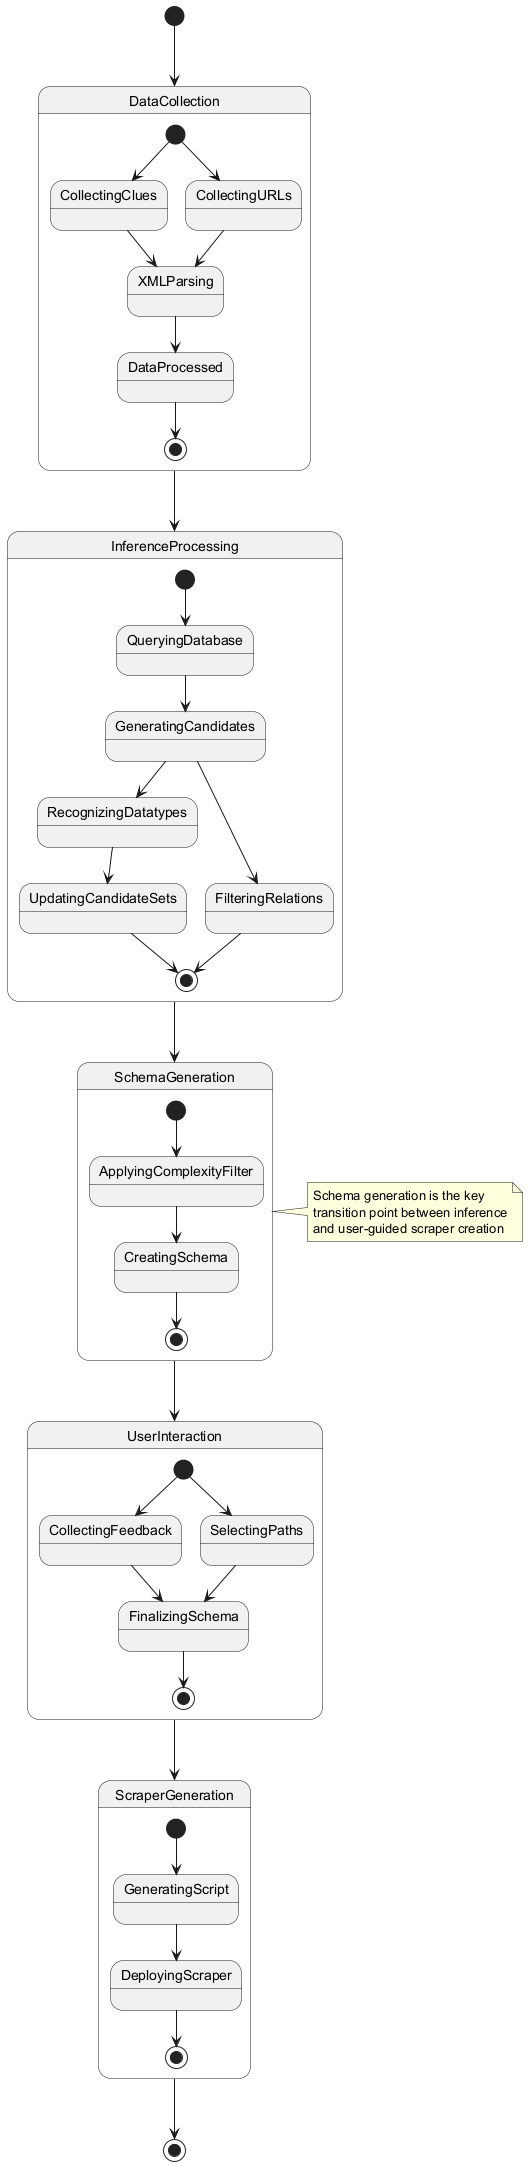 DataCollection
CollectingClues
CollectingURLs
XMLParsing
DataProcessed
InferenceProcessing
QueryingDatabase
GeneratingCandidates
RecognizingDatatypes
UpdatingCandidateSets
FilteringRelations
SchemaGeneration
ApplyingComplexityFilter
CreatingSchema
Schema generation is the key
transition point between inference
and user-guided scraper creation
UserInteraction
CollectingFeedback
SelectingPaths
FinalizingSchema
ScraperGeneration
GeneratingScript
DeployingScraper